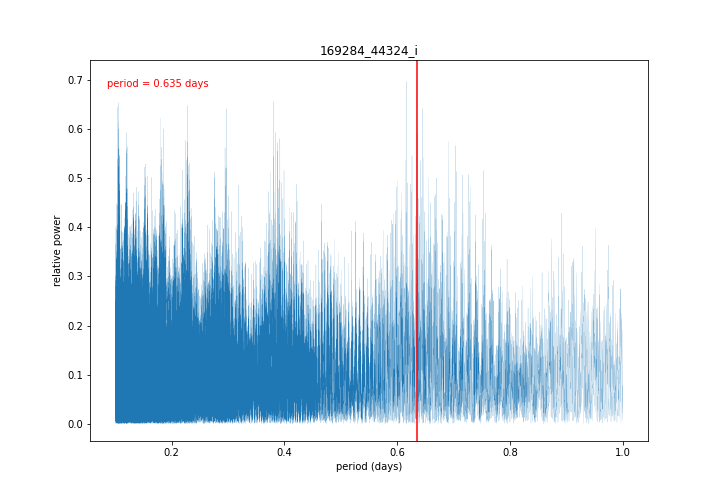 169284_44324_i
period = 0.635 days
relative power
0.7
0.6
0.5
0.4
0.3
0.2
0.1
0.0
0.2 0.4 0.6 0.8 1.0
period (days)